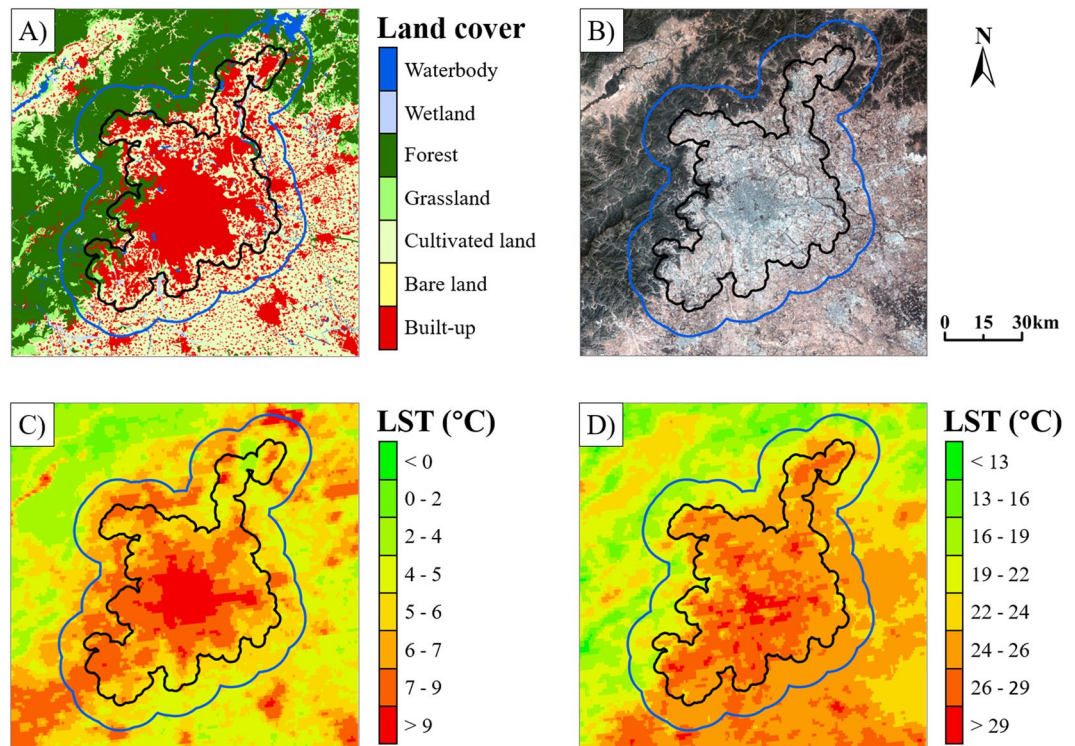 A)
Land cover
Waterbody
Wetland
Forest
Grassland
Cultivated land
Bare land
Built-up
B)
N
0 15 30km
C)
LST (°C)
< 0
0 - 2
2 - 4
4 - 5
5 - 6
6 - 7
7 - 9
> 9
D)
LST (°C)
< 13
13 - 16
16 - 19
19 - 22
22 - 24
24 - 26
26 - 29
> 29